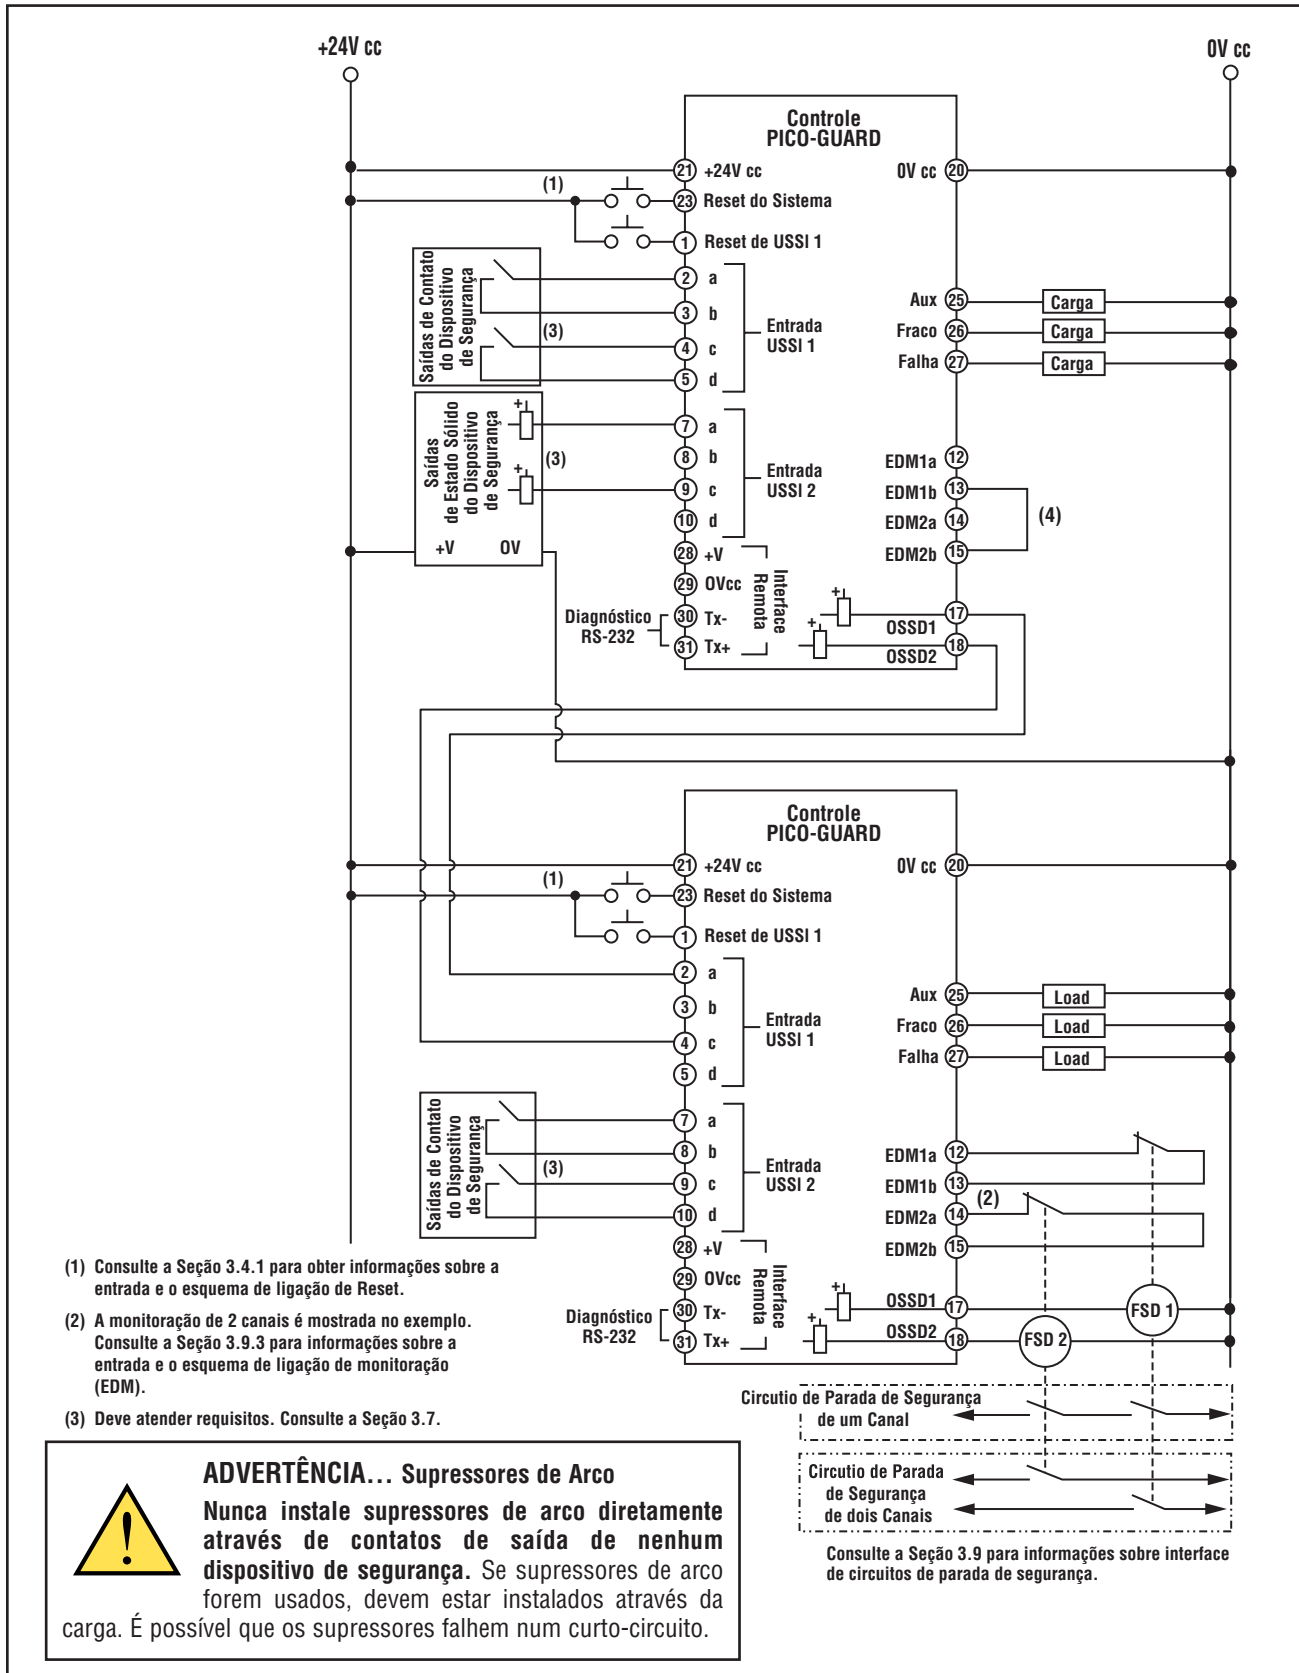 +24V cc
0V cc
Controle
PICO-GUARD
21 +24V cc
0V cc 20
(1)
23 Reset do Sistema
1 Reset de USSI 1
Saídas de Contato
do Dispositivo
de Segurança
(3)
2 a
3 b
4 c
5 d
Entrada
USSI 1
Aux 25 Carga
Fraco 26 Carga
Falha 27 Carga
Saídas
de Estado Sólido
do Dispositivo
de Segurança
+
+
(3)
+V 0V
7 a
8 b
9 c
10 d
Entrada
USSI 2
EDM1a 12
EDM1b 13
EDM2a 14
EDM2b 15
(4)
28 +V
29 0Vcc
30 Tx-
31 Tx+
Interface
Remota
Diagnóstico
RS-232
+
+
17
OSSD1
18
OSSD2
Controle
PICO-GUARD
21 +24V cc
0V cc 20
(1)
23 Reset do Sistema
1 Reset de USSI 1
2 a
3 b
4 c
5 d
Entrada
USSI 1
Aux 25 Load
Fraco 26 Load
Falha 27 Load
Saídas de Contato
do Dispositivo
de Segurança
(3)
7 a
8 b
9 c
10 d
Entrada
USSI 2
EDM1a 12
EDM1b 13
(2)
EDM2a 14
EDM2b 15
28 +V
29 0Vcc
30 Tx-
31 Tx+
Interface
Remota
Diagnóstico
RS-232
+
+
OSSD1 17
FSD 1
OSSD2 18
FSD 2
(1) Consulte a Seção 3.4.1 para obter informações sobre a
entrada e o esquema de ligação de Reset.
(2) A monitoração de 2 canais é mostrada no exemplo.
Consulte a Seção 3.9.3 para informações sobre a
entrada e o esquema de ligação de monitoração
(EDM).
(3) Deve atender requisitos. Consulte a Seção 3.7.
Circutio de Parada de Segurança
de um Canal
Circutio de Parada
de Segurança
de dois Canais
Consulte a Seção 3.9 para informações sobre interface
de circuitos de parada de segurança.
!
ADVERTÊNCIA... Supressores de Arco
Nunca instale supressores de arco diretamente
através de contatos de saída de nenhum
dispositivo de segurança. Se supressores de arco
forem usados, devem estar instalados através da
carga. É possível que os supressores falhem num curto-circuito.